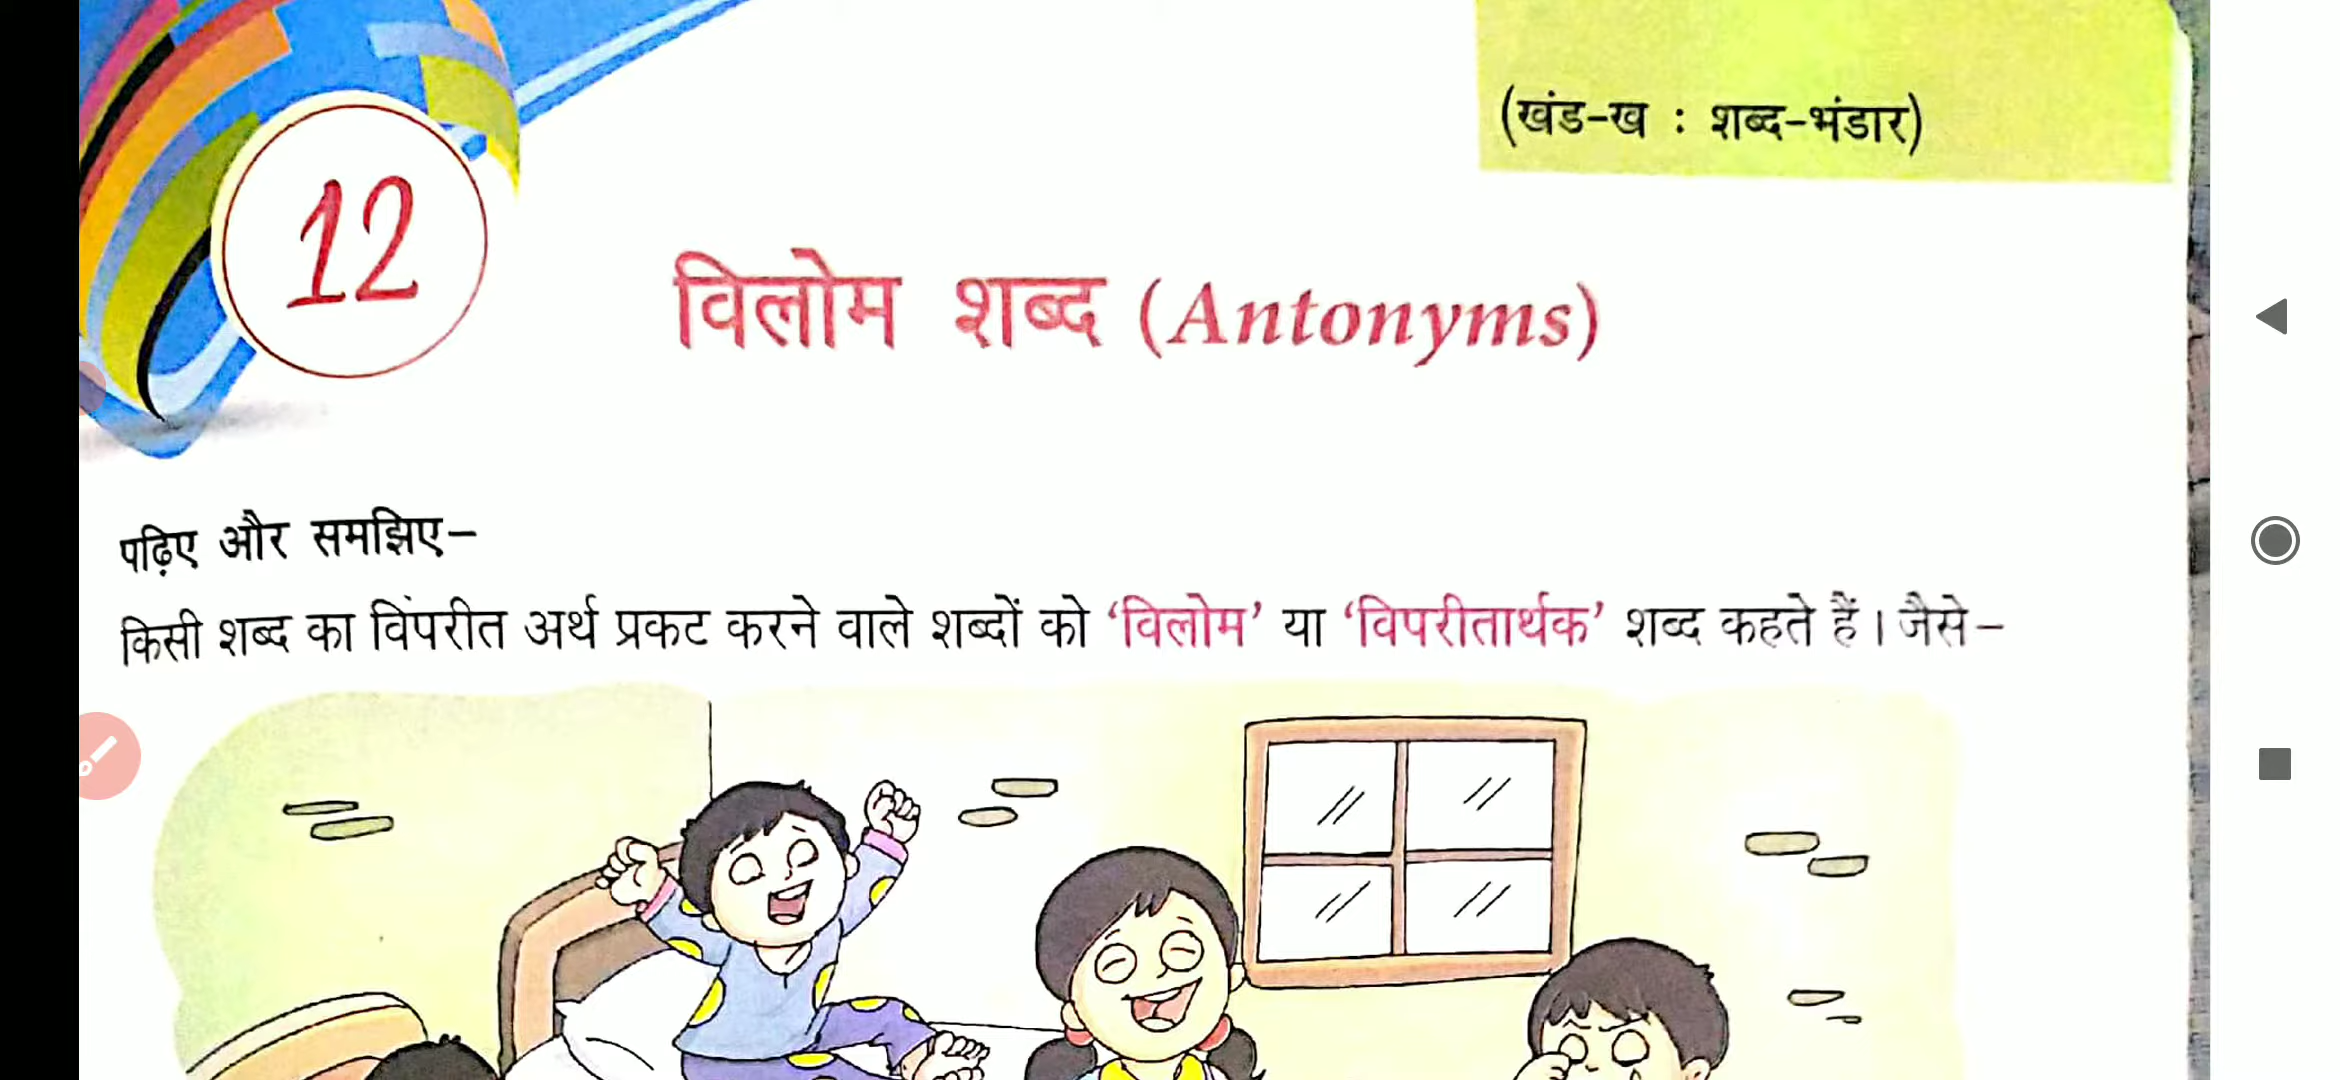 (खंड-ख : शब्द-भंडार)
12
विलोम शब्द (Antonyms)
पढ़िए और समझिए–
किसी शब्द का विपरीत अर्थ प्रकट करने वाले शब्दों को ‘विलोम’ या ‘विपरीतार्थक’ शब्द कहते हैं। जैसे–